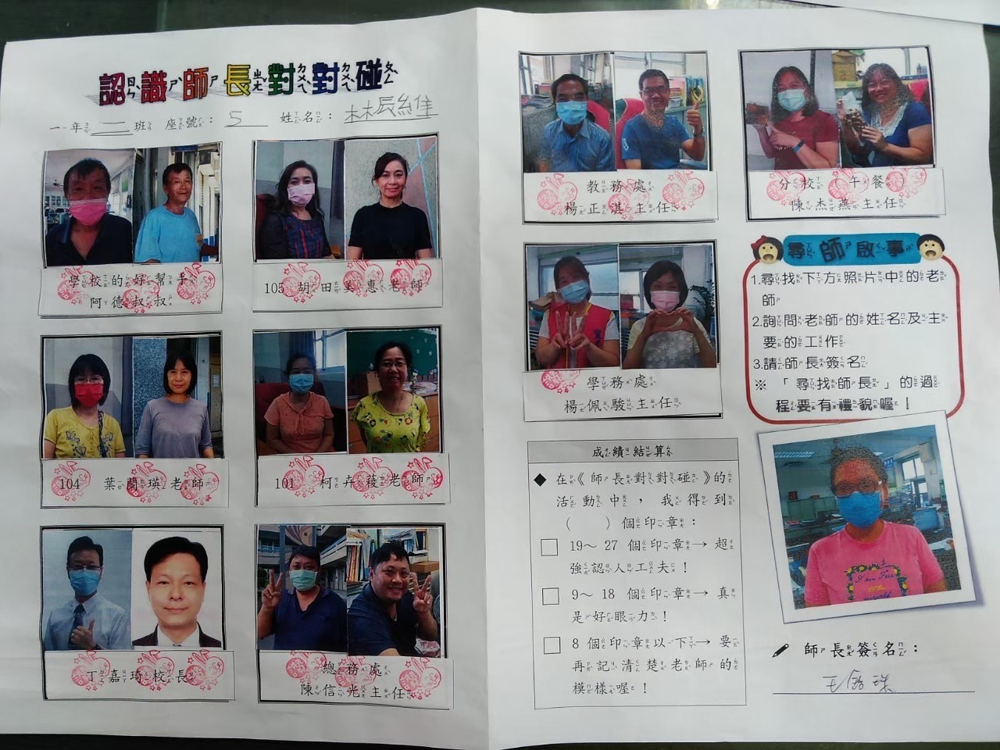 認識師長對對碰
一年二班 座號：5 姓名：林辰維
學校的好幫手
阿德叔叔
105 胡田美惠老師
104 葉蘭瑛老師
101 柯卉蓤老師
丁嘉琦校長
總務處
陳信光主任
教務處
楊正淇主任
分校（午餐）
陳杰燕主任
學務處
楊佩駿主任
尋師啟事
1.尋找下方照片中的老
師
2.詢問老師的姓名及主
要的工作
3.請師長簽名
※「尋找師長」的過
程要有禮貌喔！
成績結算
◆ 在《師長對對碰》的
活動中，我得到
（ ）個印章：
□ 19～27 個印章→超
強認人工夫！
□ 9～18 個印章→真
是好眼力！
□ 8 個印章以下→要
再記清楚老師的
模樣喔！
師長簽名：